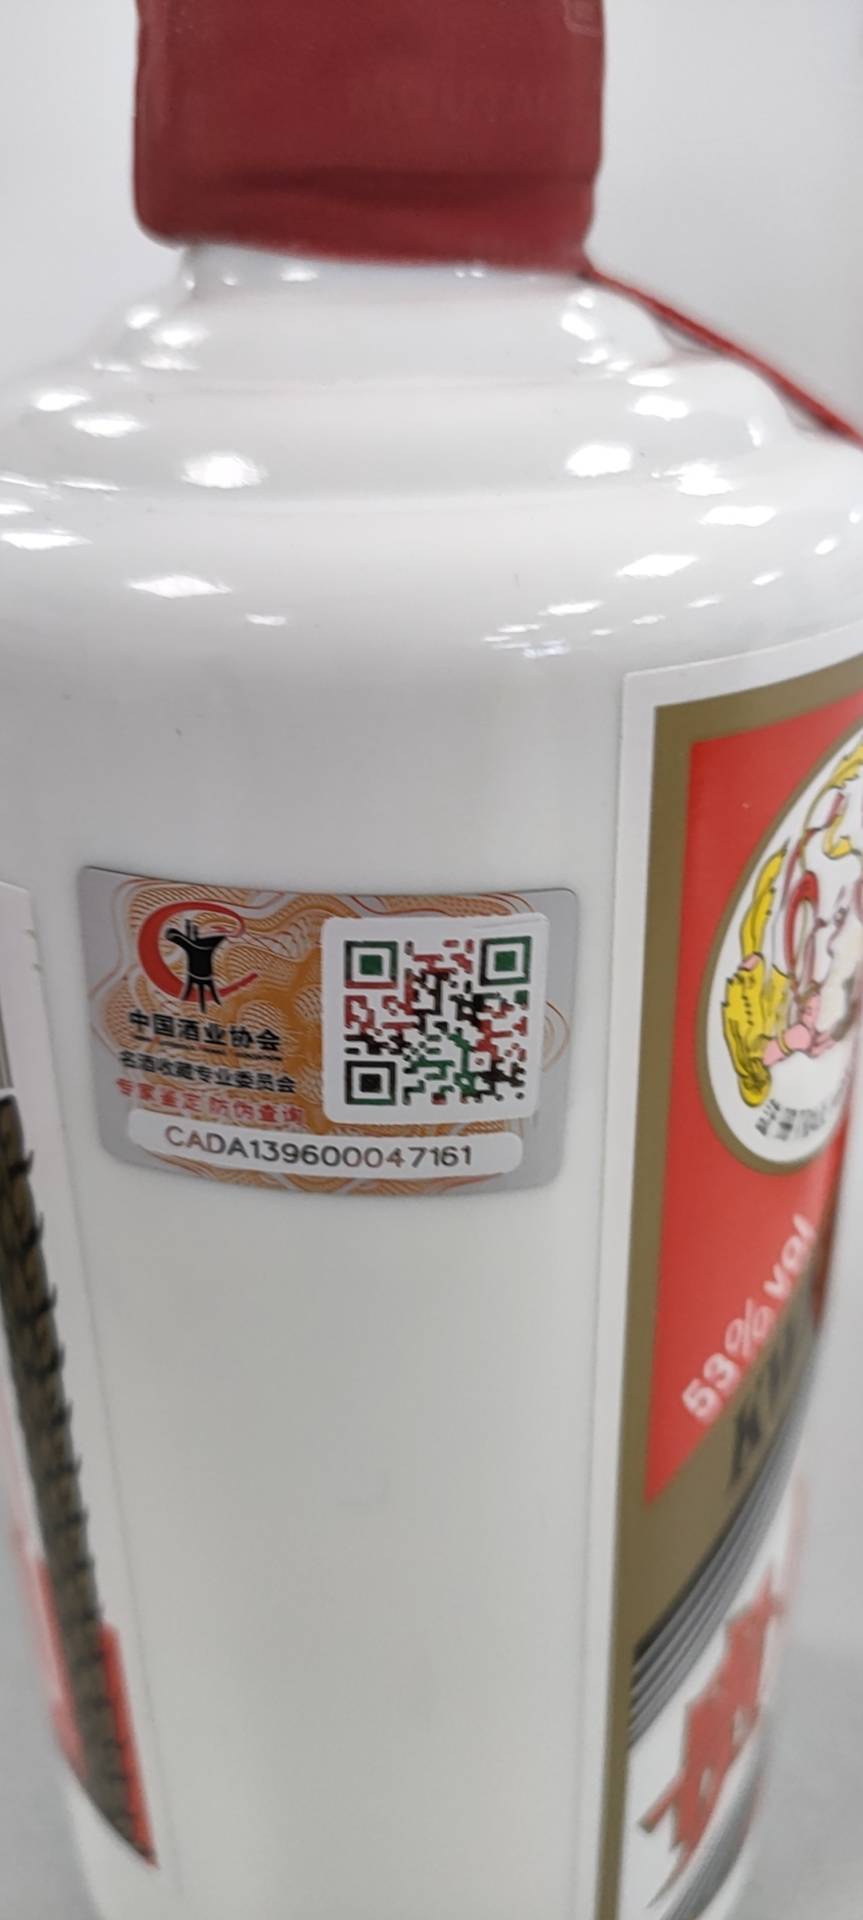 MOUTAI
中国酒业协会
名酒收藏专业委员会
专家鉴定 防伪查询
CADA139600047161
53% vol